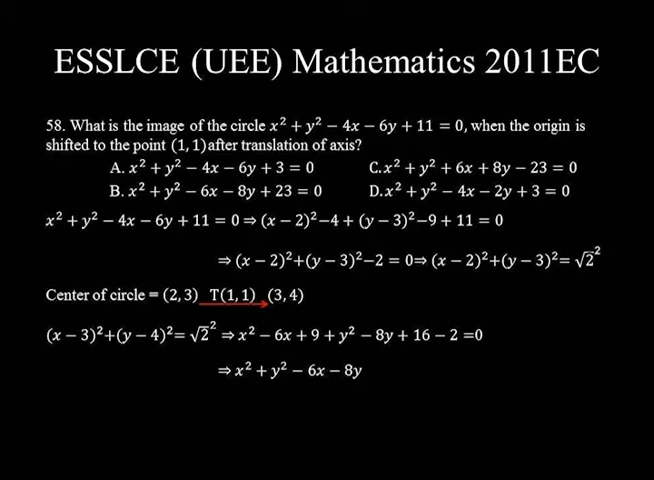 ESSLCE (UEE) Mathematics 2011EC
58. What is the image of the circle x² + y² − 4x − 6y + 11 = 0, when the origin is
shifted to the point (1, 1) after translation of axis?
A. x² + y² − 4x − 6y + 3 = 0 C. x² + y² + 6x + 8y − 23 = 0
B. x² + y² − 6x − 8y + 23 = 0 D. x² + y² − 4x − 2y + 3 = 0
x² + y² − 4x − 6y + 11 = 0 ⇒ (x − 2)²−4 + (y − 3)²−9 + 11 = 0
⇒ (x − 2)²+(y − 3)²−2 = 0⇒ (x − 2)²+(y − 3)²= √2²
Center of circle = (2, 3) T(1, 1) (3, 4)
(x − 3)²+(y − 4)²= √2² ⇒ x² − 6x + 9 + y² − 8y + 16 − 2 =0
⇒ x² + y² − 6x − 8y